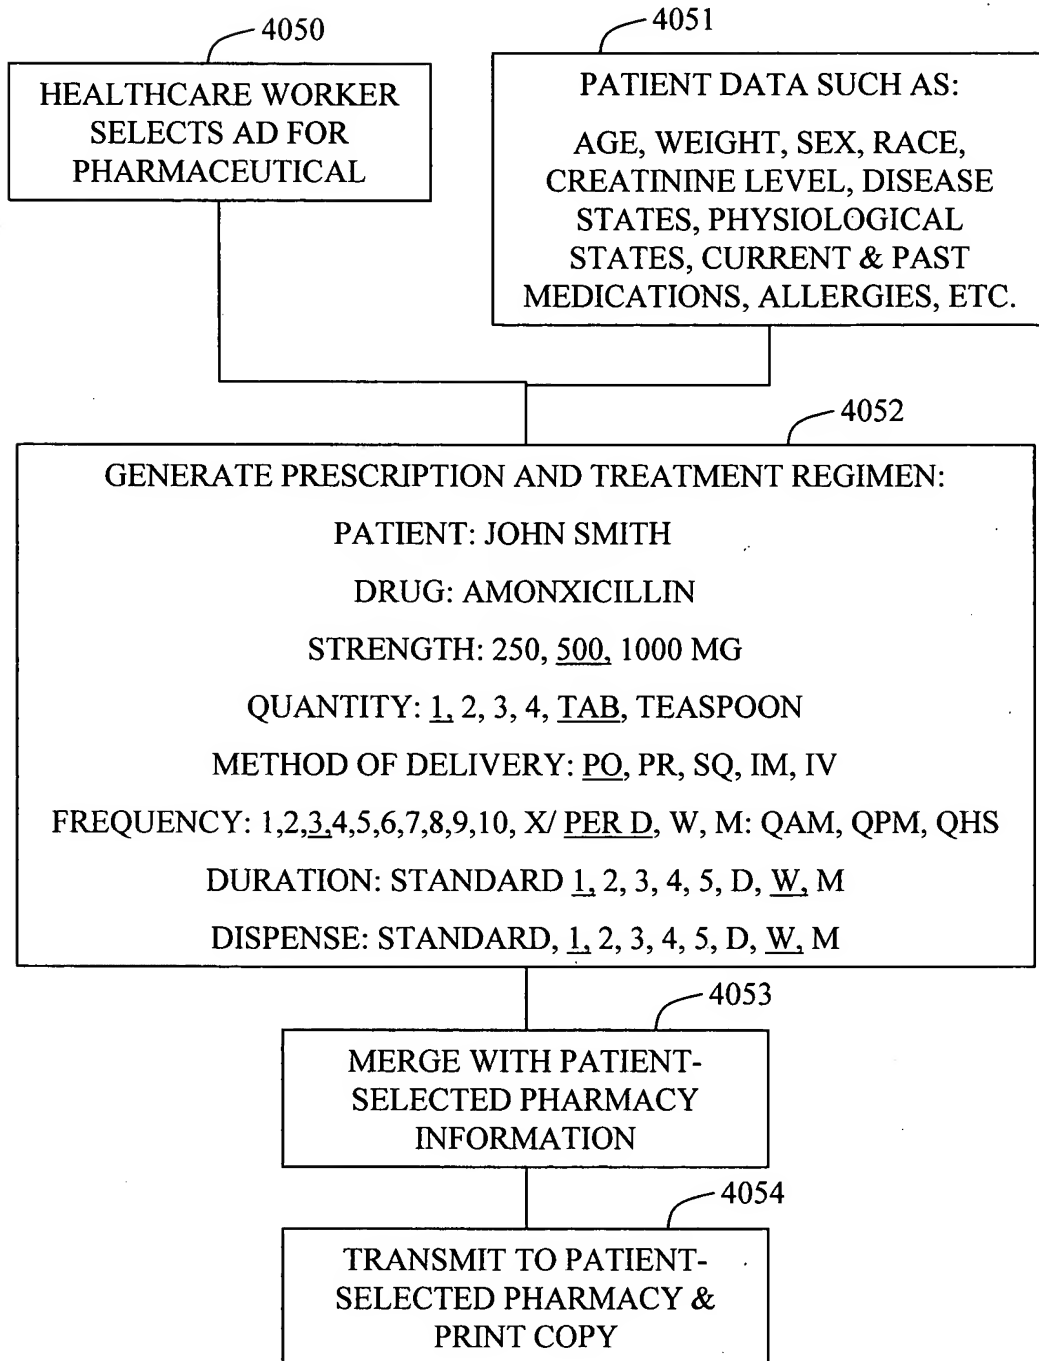 4050
HEALTHCARE WORKER
SELECTS AD FOR
PHARMACEUTICAL
4051
PATIENT DATA SUCH AS:
AGE, WEIGHT, SEX, RACE,
CREATININE LEVEL, DISEASE
STATES, PHYSIOLOGICAL
STATES, CURRENT & PAST
MEDICATIONS, ALLERGIES, ETC.
4052
GENERATE PRESCRIPTION AND TREATMENT REGIMEN:
PATIENT: JOHN SMITH
DRUG: AMONXICILLIN
STRENGTH: 250, 500, 1000 MG
QUANTITY: 1, 2, 3, 4, TAB, TEASPOON
METHOD OF DELIVERY: PO, PR, SQ, IM, IV
FREQUENCY: 1,2,3,4,5,6,7,8,9,10, X/ PER D, W, M: QAM, QPM, QHS
DURATION: STANDARD 1, 2, 3, 4, 5, D, W, M
DISPENSE: STANDARD, 1, 2, 3, 4, 5, D, W, M
4053
MERGE WITH PATIENT-
SELECTED PHARMACY
INFORMATION
4054
TRANSMIT TO PATIENT-
SELECTED PHARMACY &
PRINT COPY